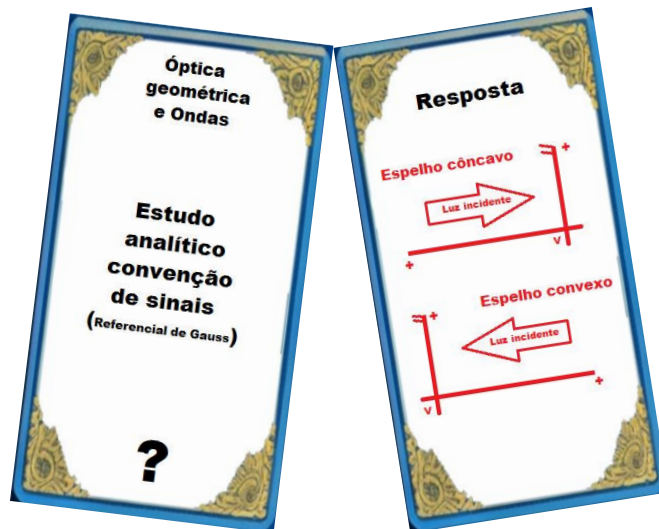 Óptica
geométrica
e Ondas
Estudo
analítico
convenção
de sinais
(Referencial de Gauss)
?
Resposta
Espelho côncavo
+
Luz incidente
+
V
Espelho convexo
+
Luz incidente
+
V